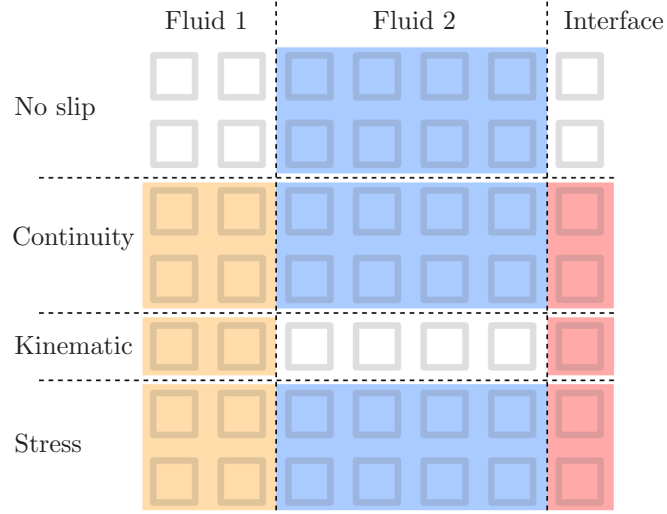 Fluid 1 Fluid 2 Interface
No slip
Continuity
Kinematic
Stress